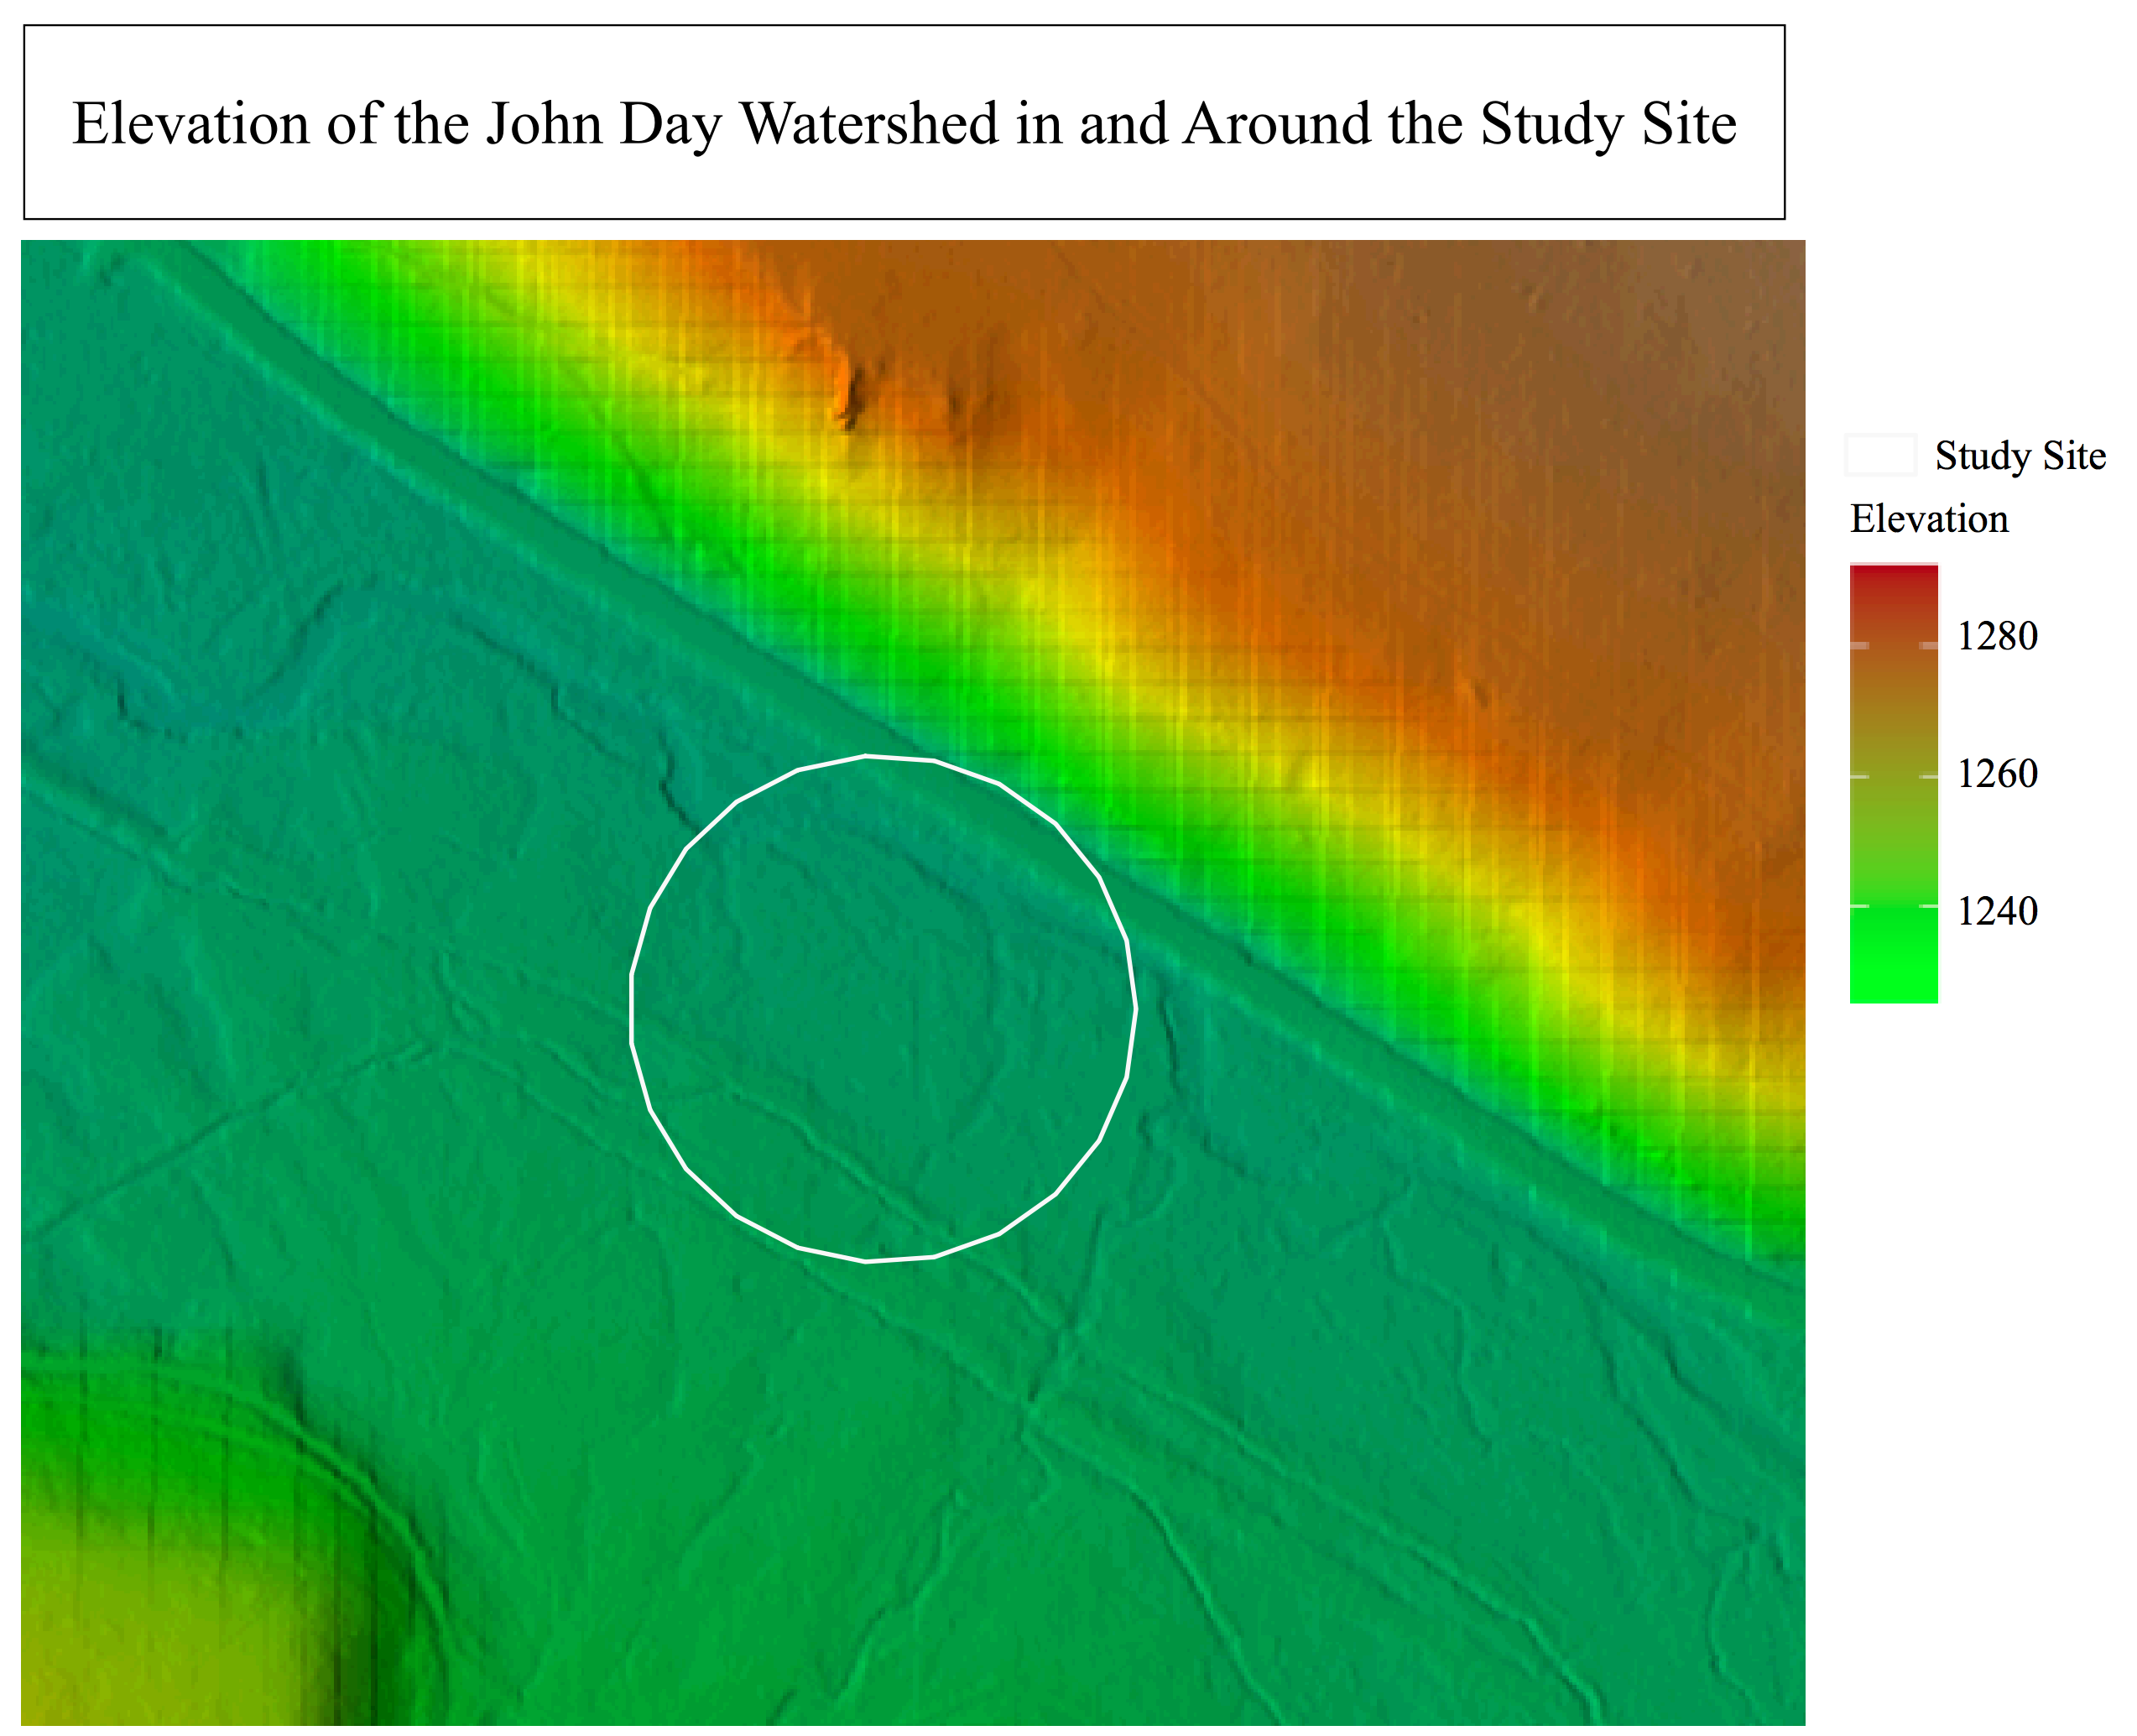 Elevation of the John Day Watershed in and Around the Study Site
Study Site
Elevation
1280
1260
1240